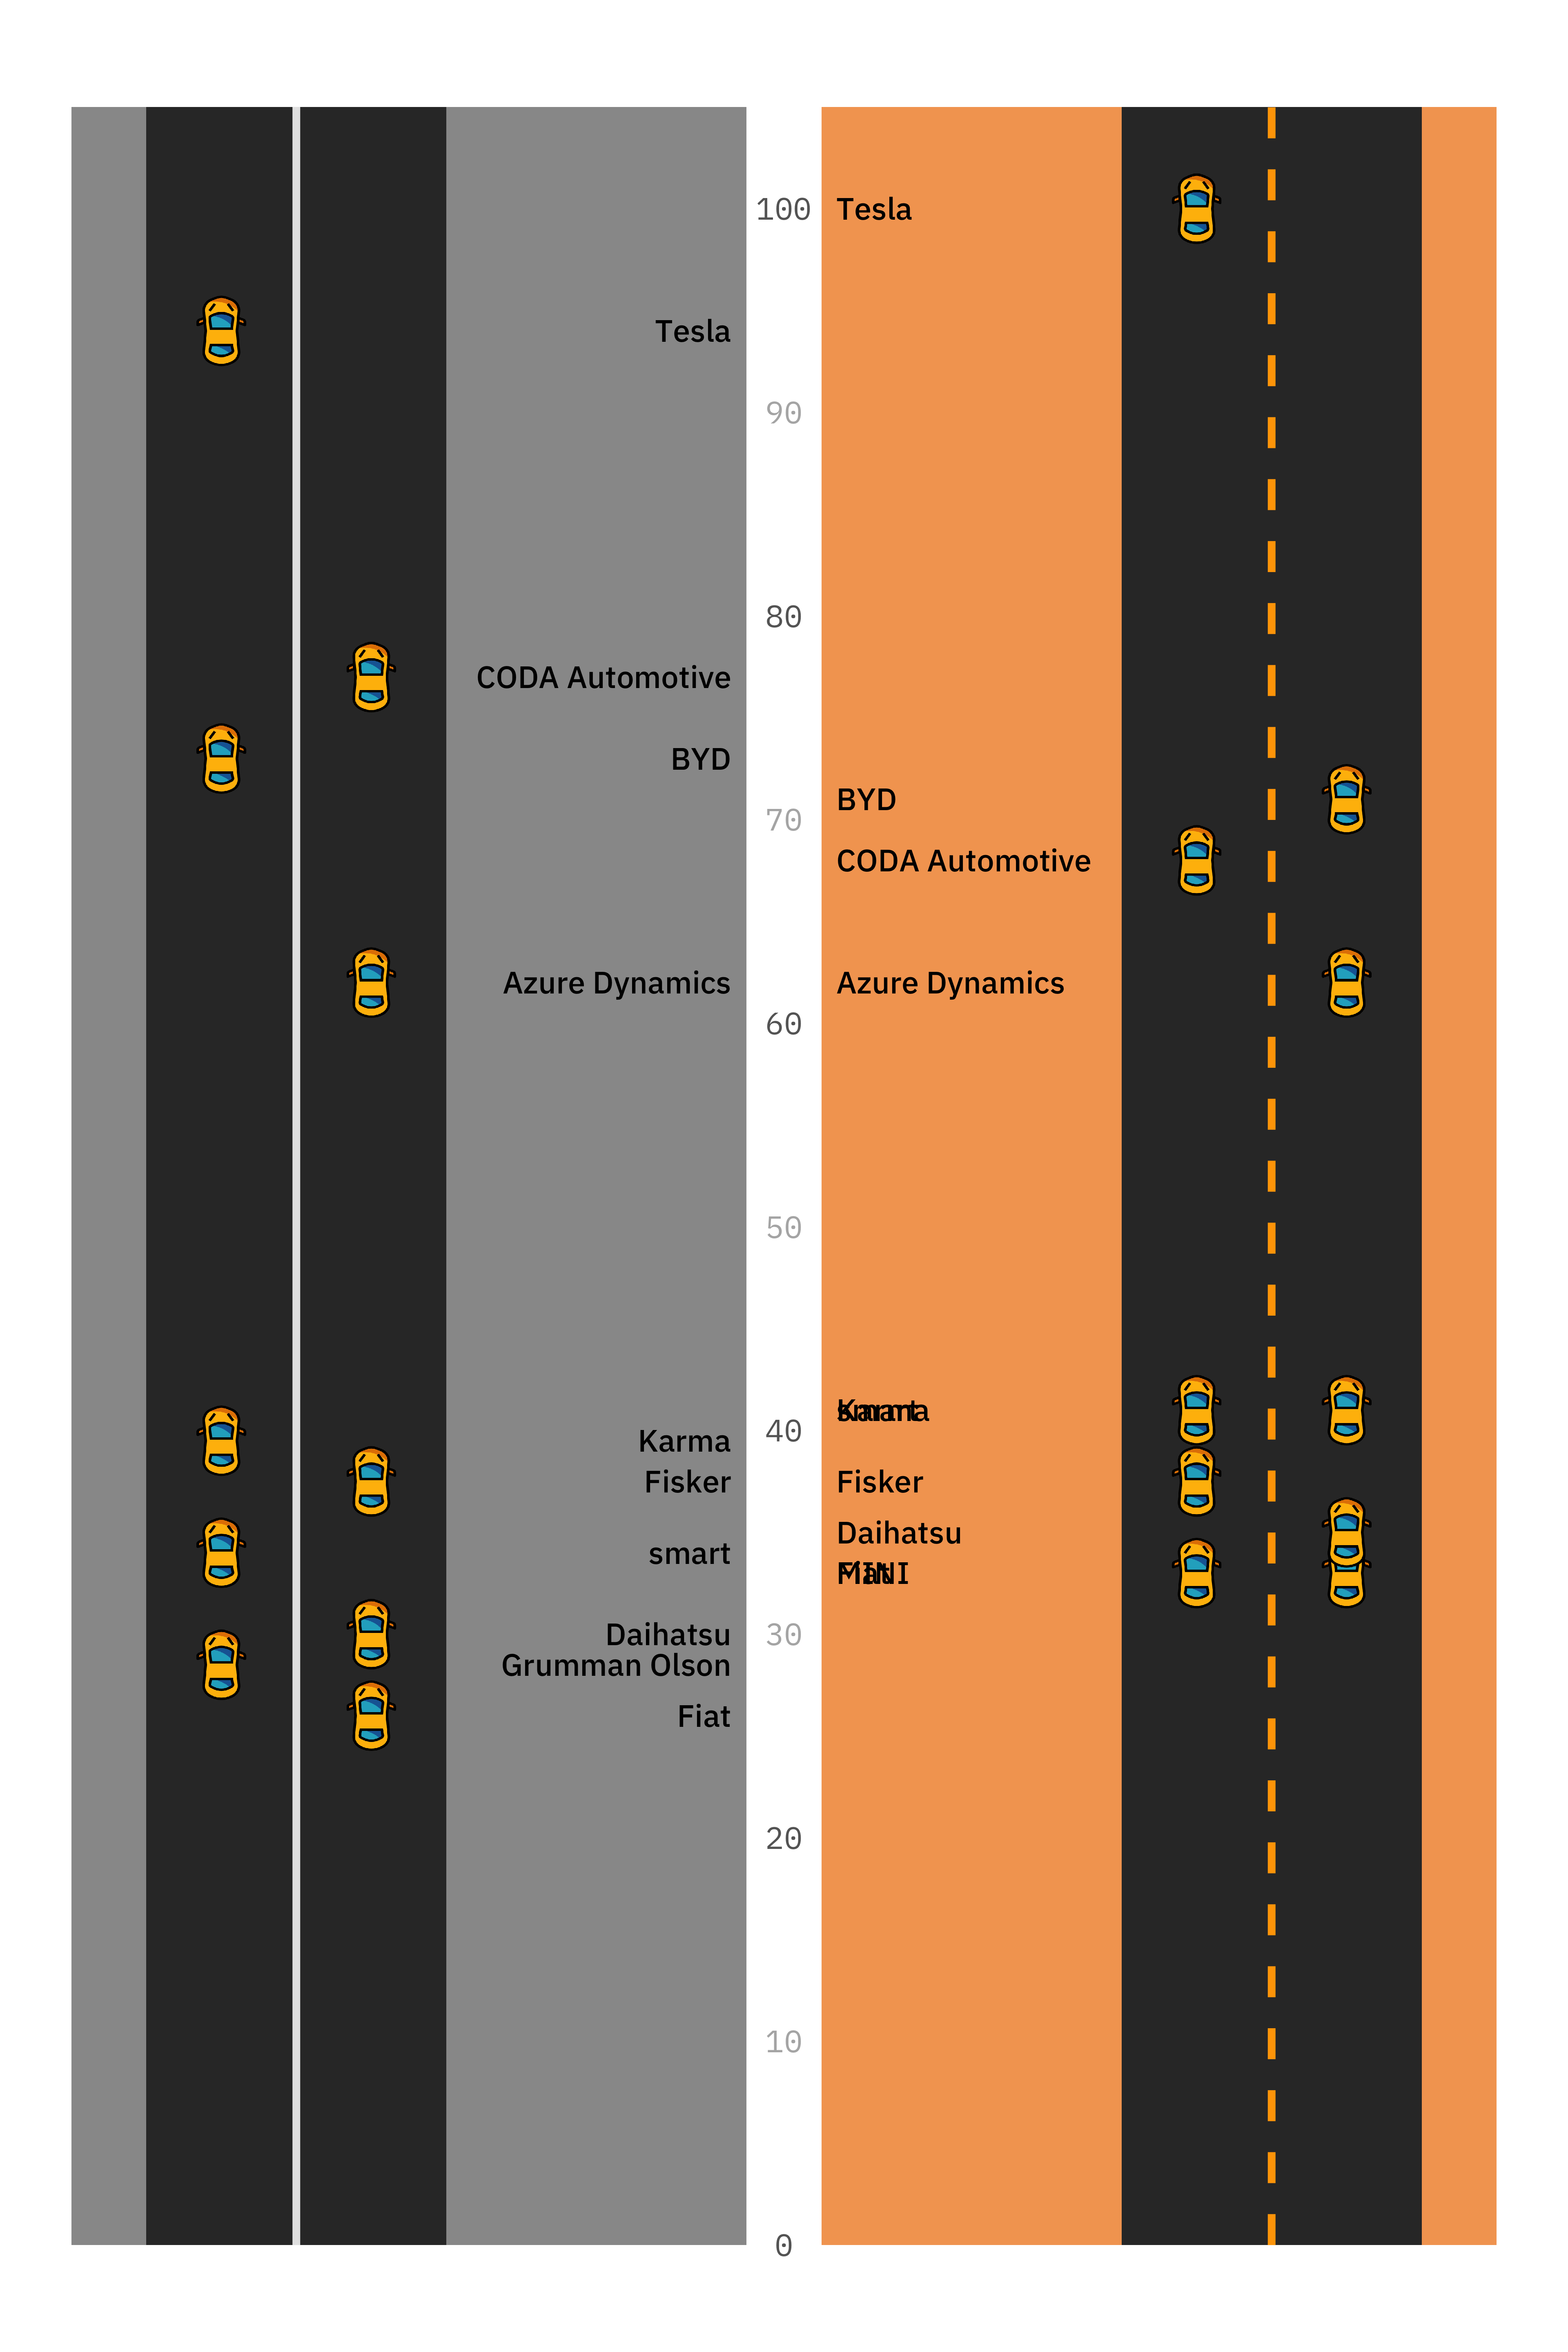 Tesla
CODA Automotive
BYD
Azure Dynamics
Karma
Fisker
smart
Daihatsu
Grumman Olson
Fiat
100
90
80
70
60
50
40
30
20
10
0
Tesla
BYD
CODA Automotive
Azure Dynamics
smart
Karma
Fisker
Daihatsu
Fiat
MINI